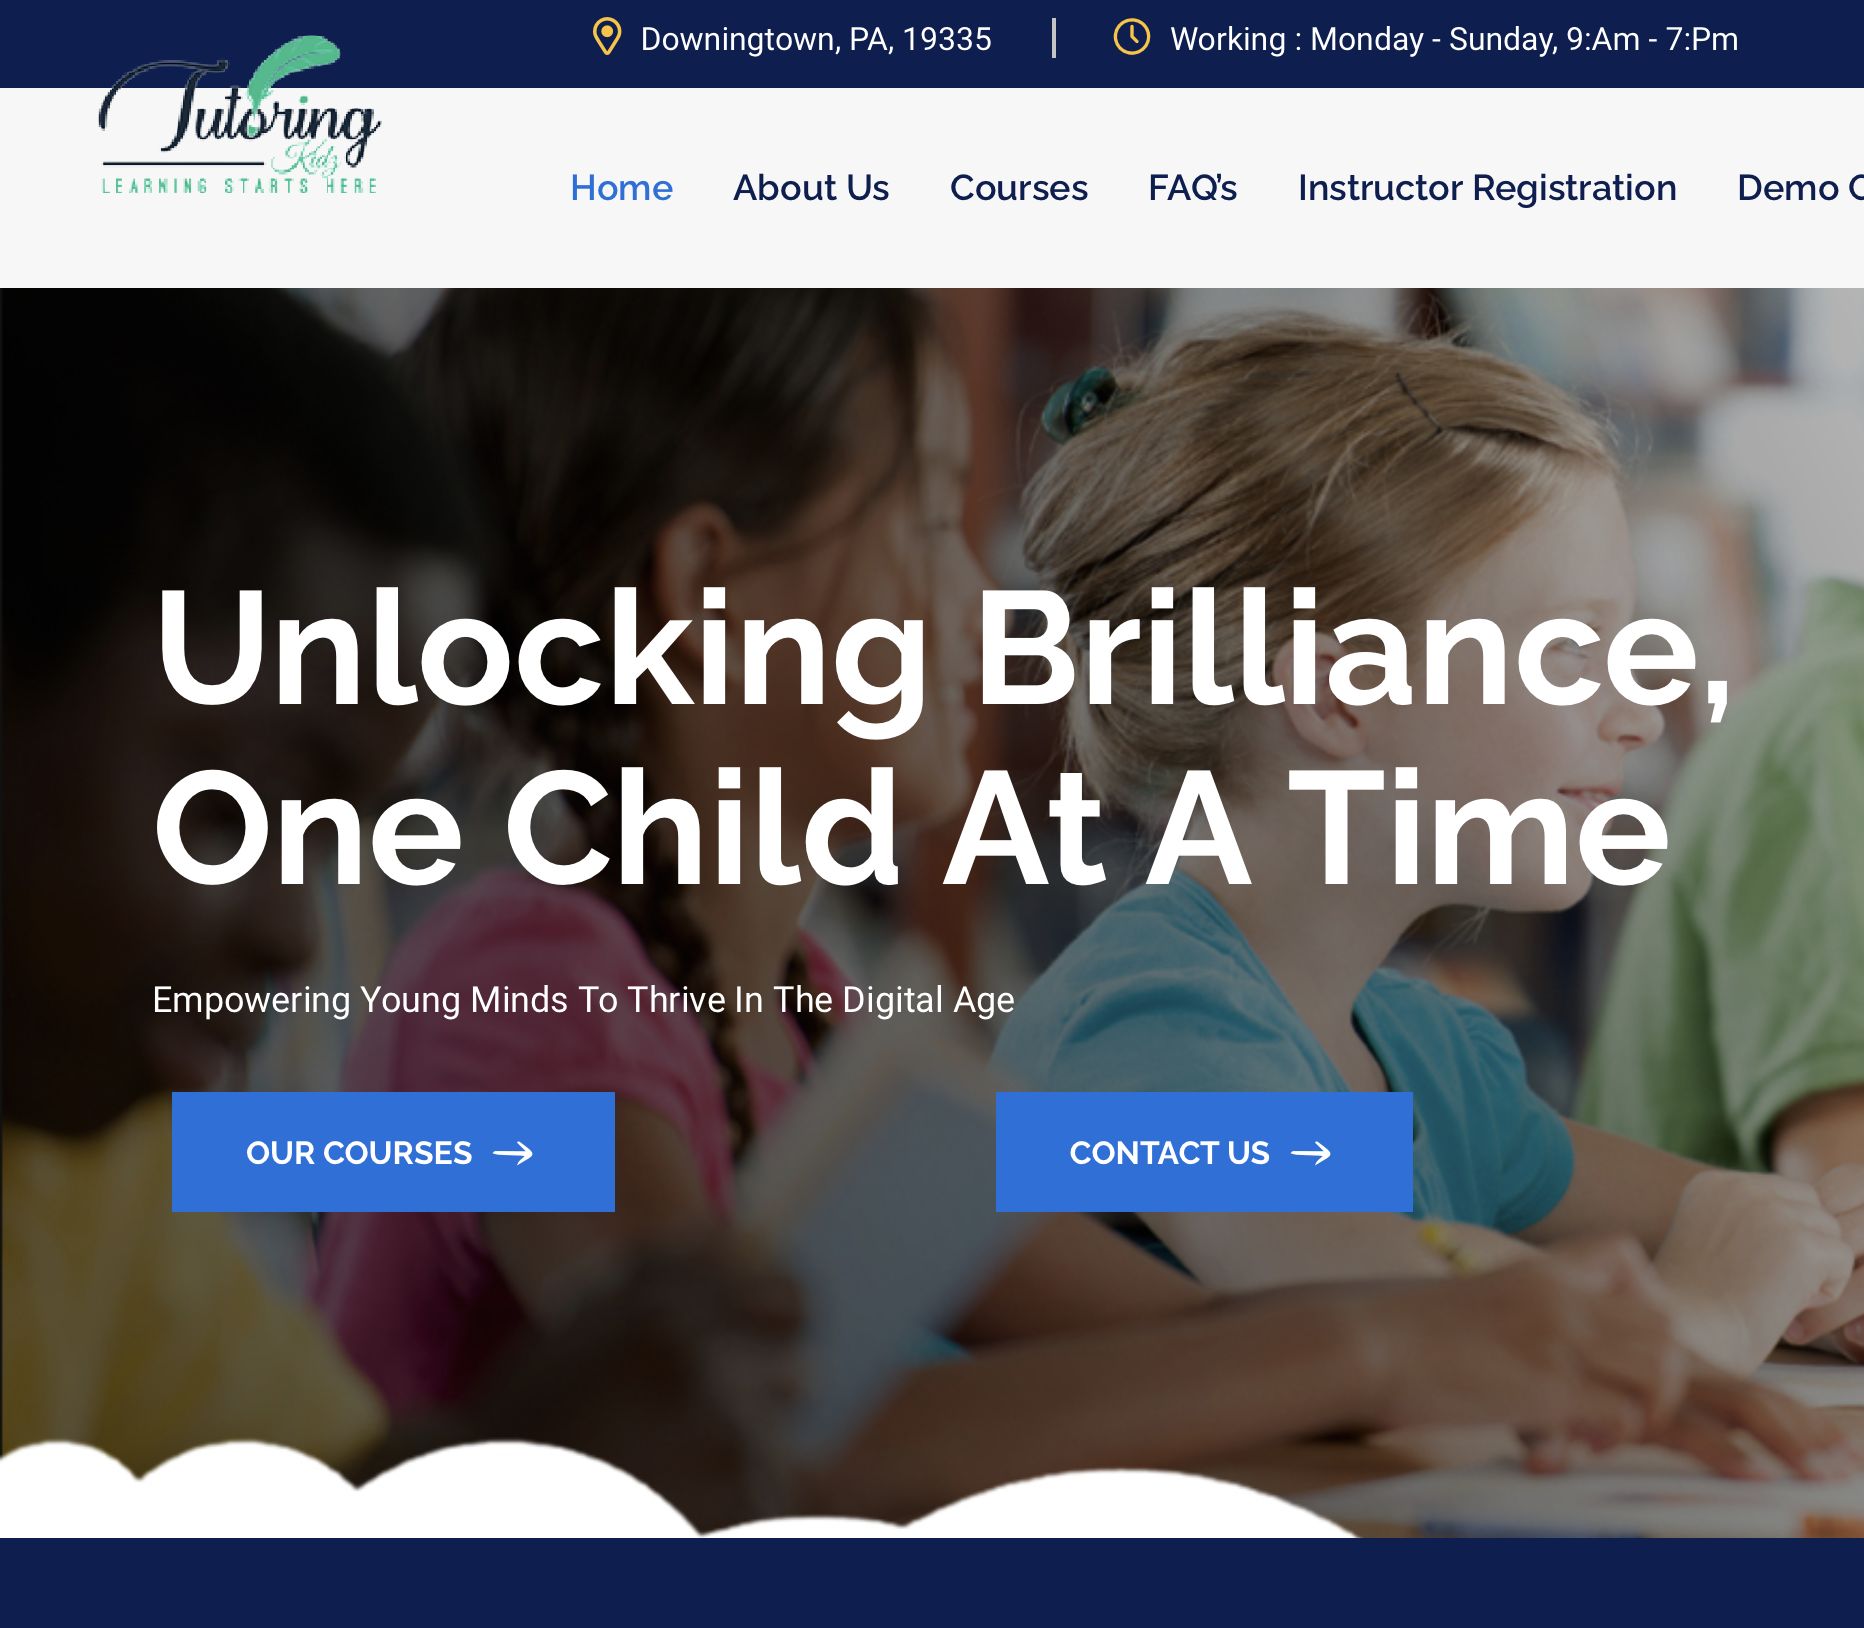 Downingtown, PA, 19335
Working : Monday - Sunday, 9:Am - 7:Pm
Tutoring
Kidz
LEARNING STARTS HERE
Home About Us Courses FAQ's Instructor Registration Demo
Unlocking Brilliance,
One Child At A Time
Empowering Young Minds To Thrive In The Digital Age
OUR COURSES
CONTACT US